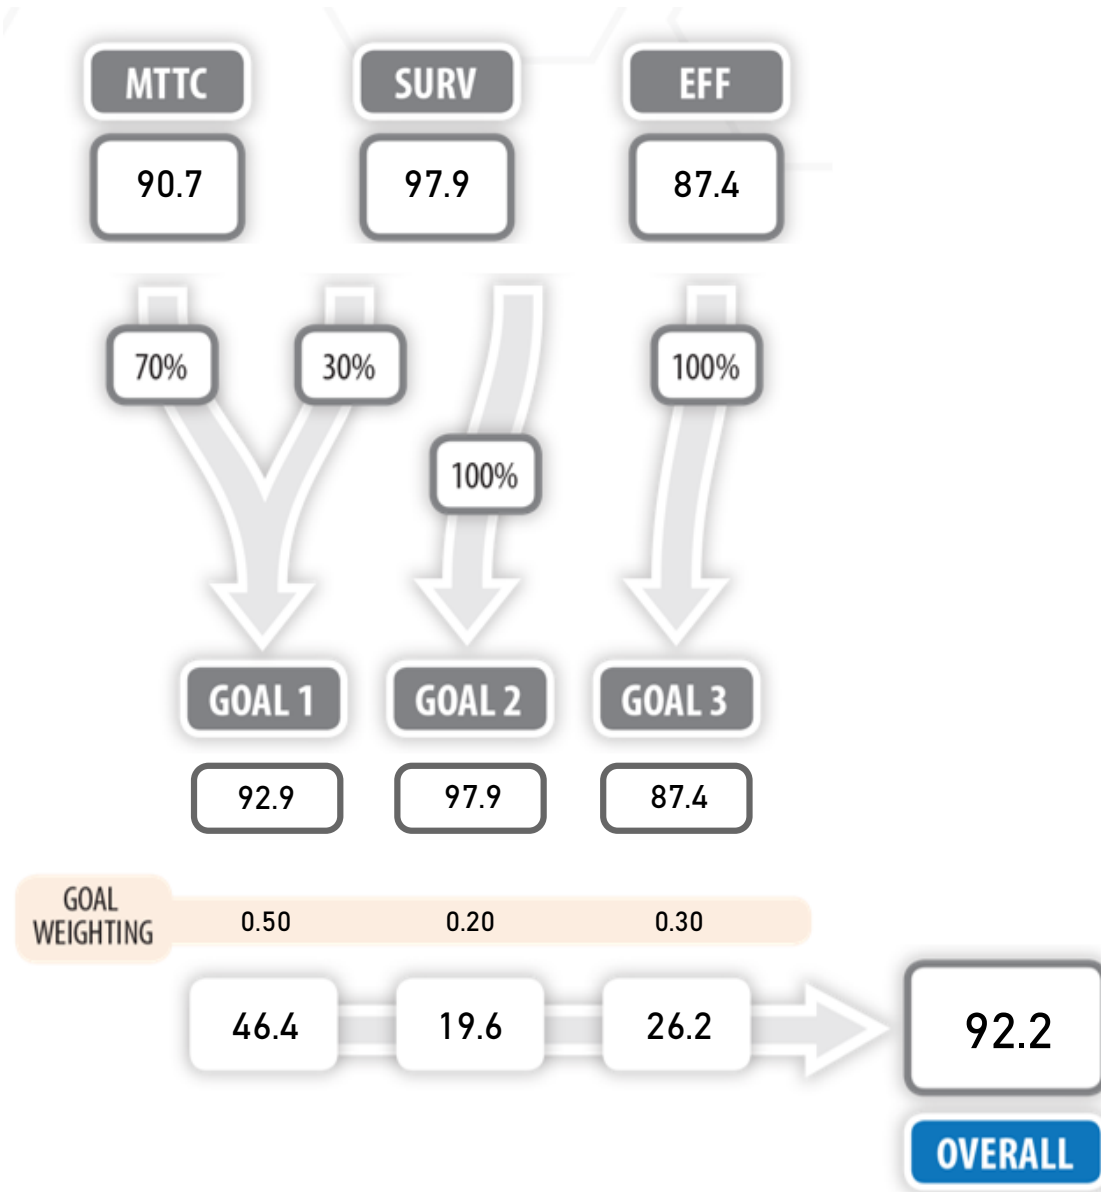 MTTC
SURV
EFF
90.7
97.9
87.4
70%
30%
100%
100%
GOAL 1
GOAL 2
GOAL 3
92.9
97.9
87.4
GOAL
WEIGHTING
0.50
0.20
0.30
46.4
19.6
26.2
92.2
OVERALL